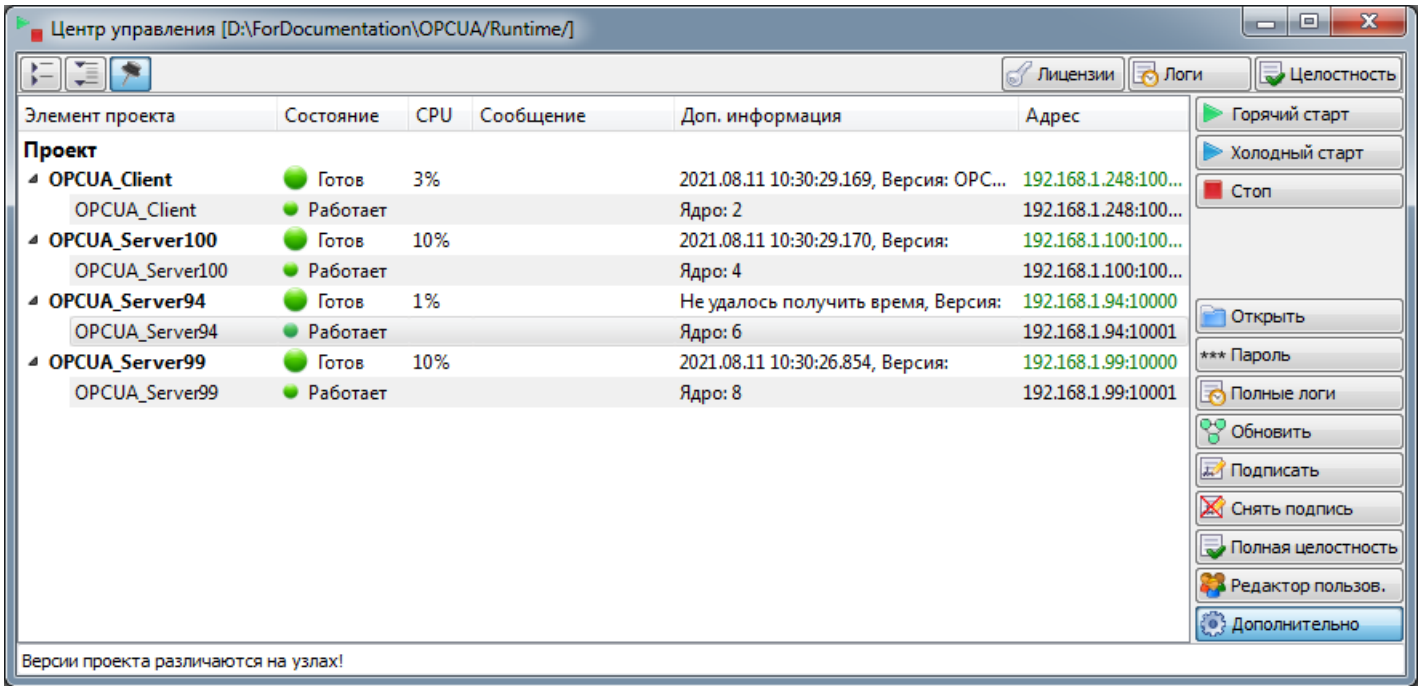 Центр управления [D:\ForDocumentation\OPCUA/Runtime/]
Лицензии Логи Целостность
Элемент проекта Состояние CPU Сообщение Доп. информация Адрес
Горячий старт
Проект
Холодный старт
OPCUA_Client Готов 3% 2021.08.11 10:30:29.169, Версия: OPC... 192.168.1.248:100...
Стоп
OPCUA_Client Работает Ядро: 2 192.168.1.248:100...
OPCUA_Server100 Готов 10% 2021.08.11 10:30:29.170, Версия: 192.168.1.100:100...
OPCUA_Server100 Работает Ядро: 4 192.168.1.100:100...
OPCUA_Server94 Готов 1% Не удалось получить время, Версия: 192.168.1.94:10000
Открыть
OPCUA_Server94 Работает Ядро: 6 192.168.1.94:10001
*** Пароль
OPCUA_Server99 Готов 10% 2021.08.11 10:30:26.854, Версия: 192.168.1.99:10000
OPCUA_Server99 Работает Ядро: 8 192.168.1.99:10001
Полные логи
Обновить
Подписать
Снять подпись
Полная целостность
Редактор пользов.
Дополнительно
Версии проекта различаются на узлах!